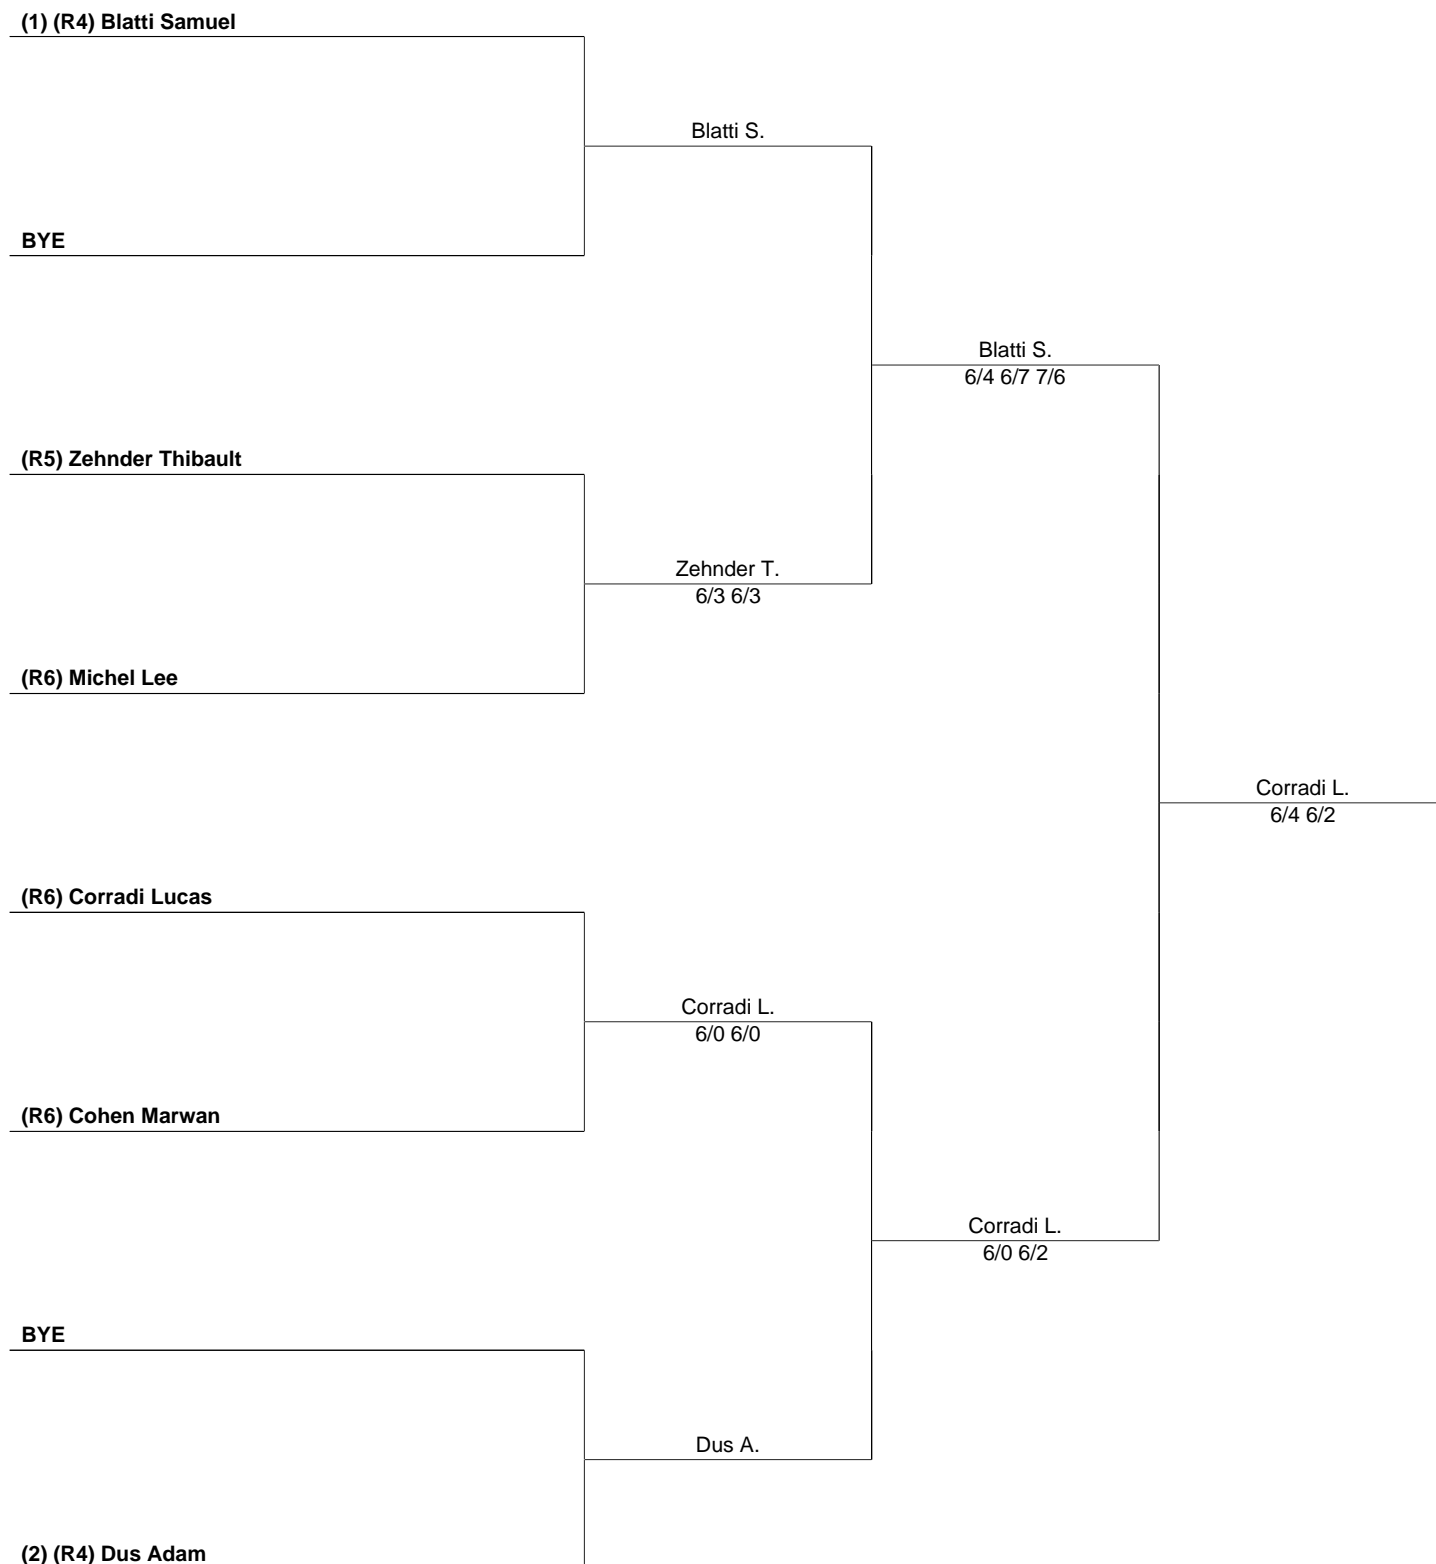 (1) (R4) Blatti Samuel
Blatti S.
BYE
Blatti S.
6/4 6/7 7/6
(R5) Zehnder Thibault
Zehnder T.
6/3 6/3
(R6) Michel Lee
Corradi L.
6/4 6/2
(R6) Corradi Lucas
Corradi L.
6/0 6/0
(R6) Cohen Marwan
Corradi L.
6/0 6/2
BYE
Dus A.
(2) (R4) Dus Adam